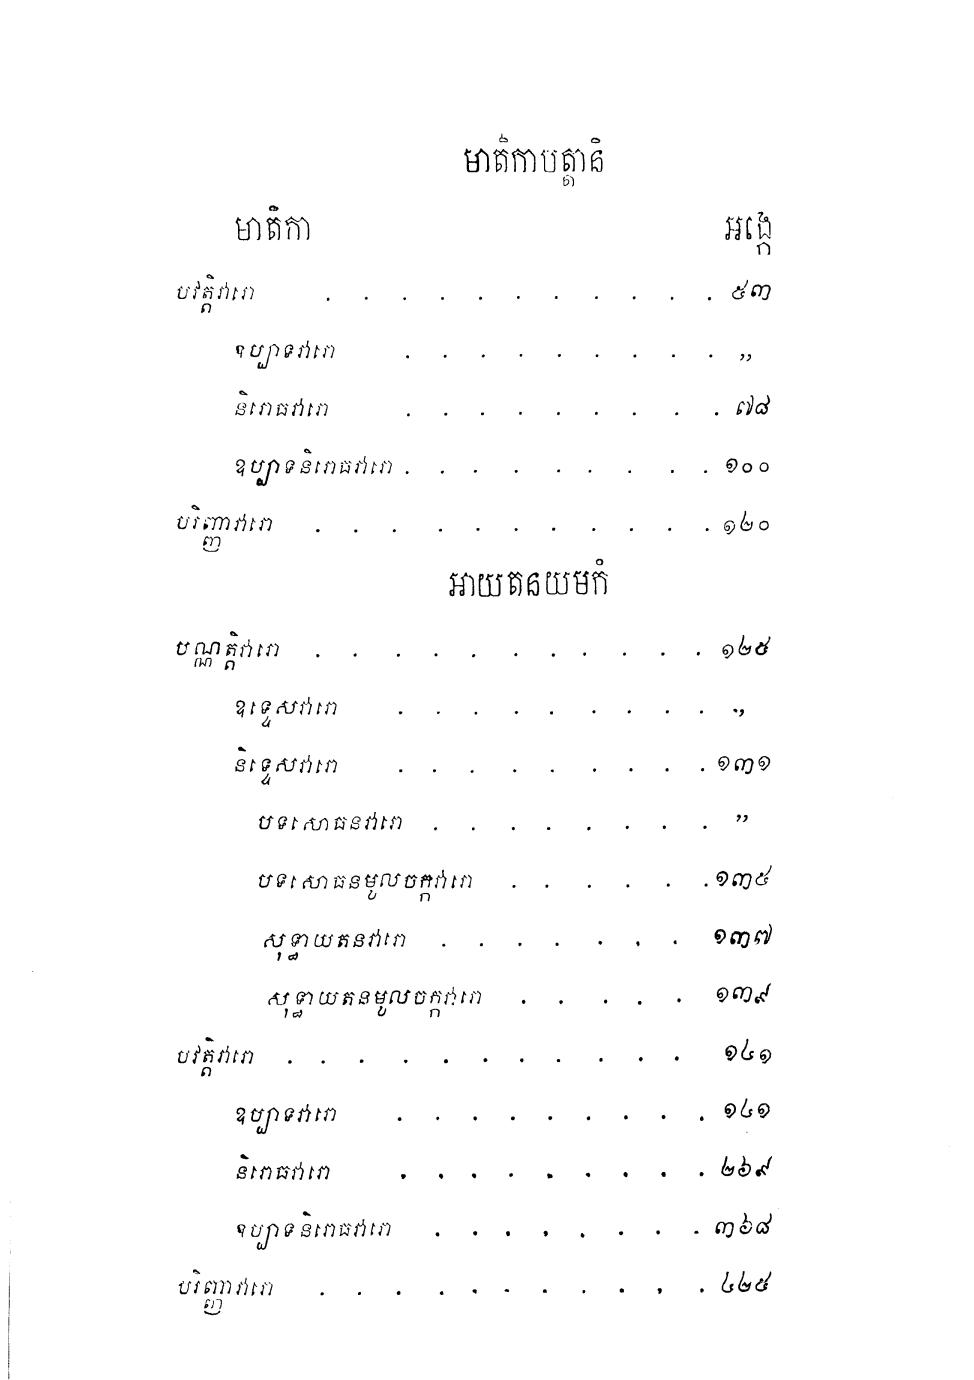 មាតិកាបត្តានិ
មាតិកា អង្កេ
បវត្តិវារោ . . . . . . . . . . . ៥៣
ឧប្បាទវារោ . . . . . . . . . ,,
និរោធវារោ . . . . . . . . . ៧៨
ឧប្បាទនិរោធវារោ . . . . . . . . . ១០០
បរិញ្ញាវារោ . . . . . . . . . . . ១២០
អាយតនយមកំ
បណ្ណត្តិវារោ . . . . . . . . . . . ១២៥
ឧទ្ទេសវារោ . . . . . . . . . ,,
និទ្ទេសវារោ . . . . . . . . . ១៣១
បទសោធនវារោ . . . . . . . . ,,
បទសោធនមូលចក្កវារោ . . . . . . ១៣៥
សុទ្ធាយតនវារោ . . . . . . . ១៣៧
សុទ្ធាយតនមូលចក្កវារោ . . . . . ១៣៩
បវត្តិវារោ . . . . . . . . . . . ១៤១
ឧប្បាទវារោ . . . . . . . . . ១៤១
និរោធវារោ . . . . . . . . . ២៦៩
ឧប្បាទនិរោធវារោ . . . . . . . . ៣៦៨
បរិញ្ញាវារោ . . . . . . . . . . . ៤២៥